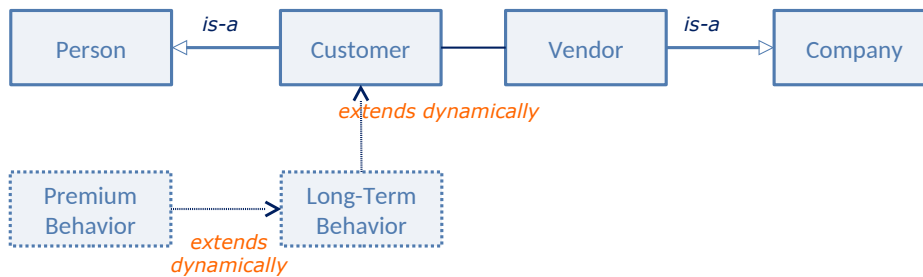 is-a
is-a
Person
Customer
Vendor
Company
extends dynamically
Premium
Behavior
Long-Term
Behavior
extends
dynamically